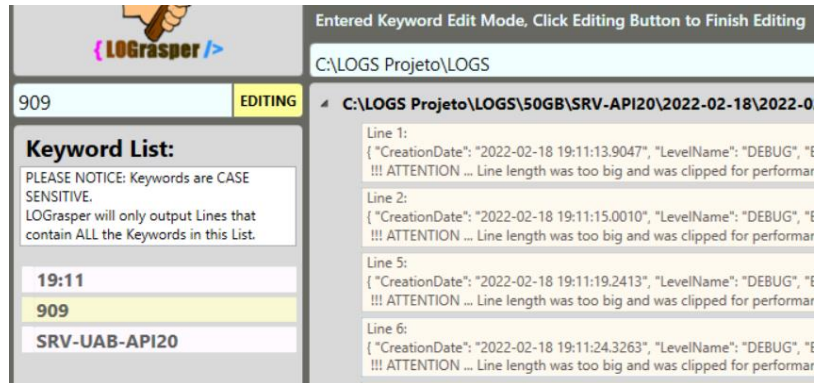 { LOGrasper />
909
EDITING
Keyword List:
PLEASE NOTICE: Keywords are CASE
SENSITIVE.
LOGrasper will only output Lines that
contain ALL the Keywords in this List.
19:11
909
SRV-UAB-API20
Entered Keyword Edit Mode, Click Editing Button to Finish Editing
C:\LOGS Projeto\LOGS
C:\LOGS Projeto\LOGS\50GB\SRV-API20\2022-02-18\2022-0
Line 1:
{ "CreationDate": "2022-02-18 19:11:13.9047", "LevelName": "DEBUG",
!!! ATTENTION ... Line length was too big and was clipped for
Line 2:
{ "CreationDate": "2022-02-18 19:11:15.0010", "LevelName": "DEBUG",
!!! ATTENTION ... Line length was too big and was clipped for
Line 5:
{ "CreationDate": "2022-02-18 19:11:19.2413", "LevelName": "DEBUG",
!!! ATTENTION ... Line length was too big and was clipped for
Line 6:
{ "CreationDate": "2022-02-18 19:11:24.3263", "LevelName": "DEBUG",
!!! ATTENTION ... Line length was too big and was clipped for